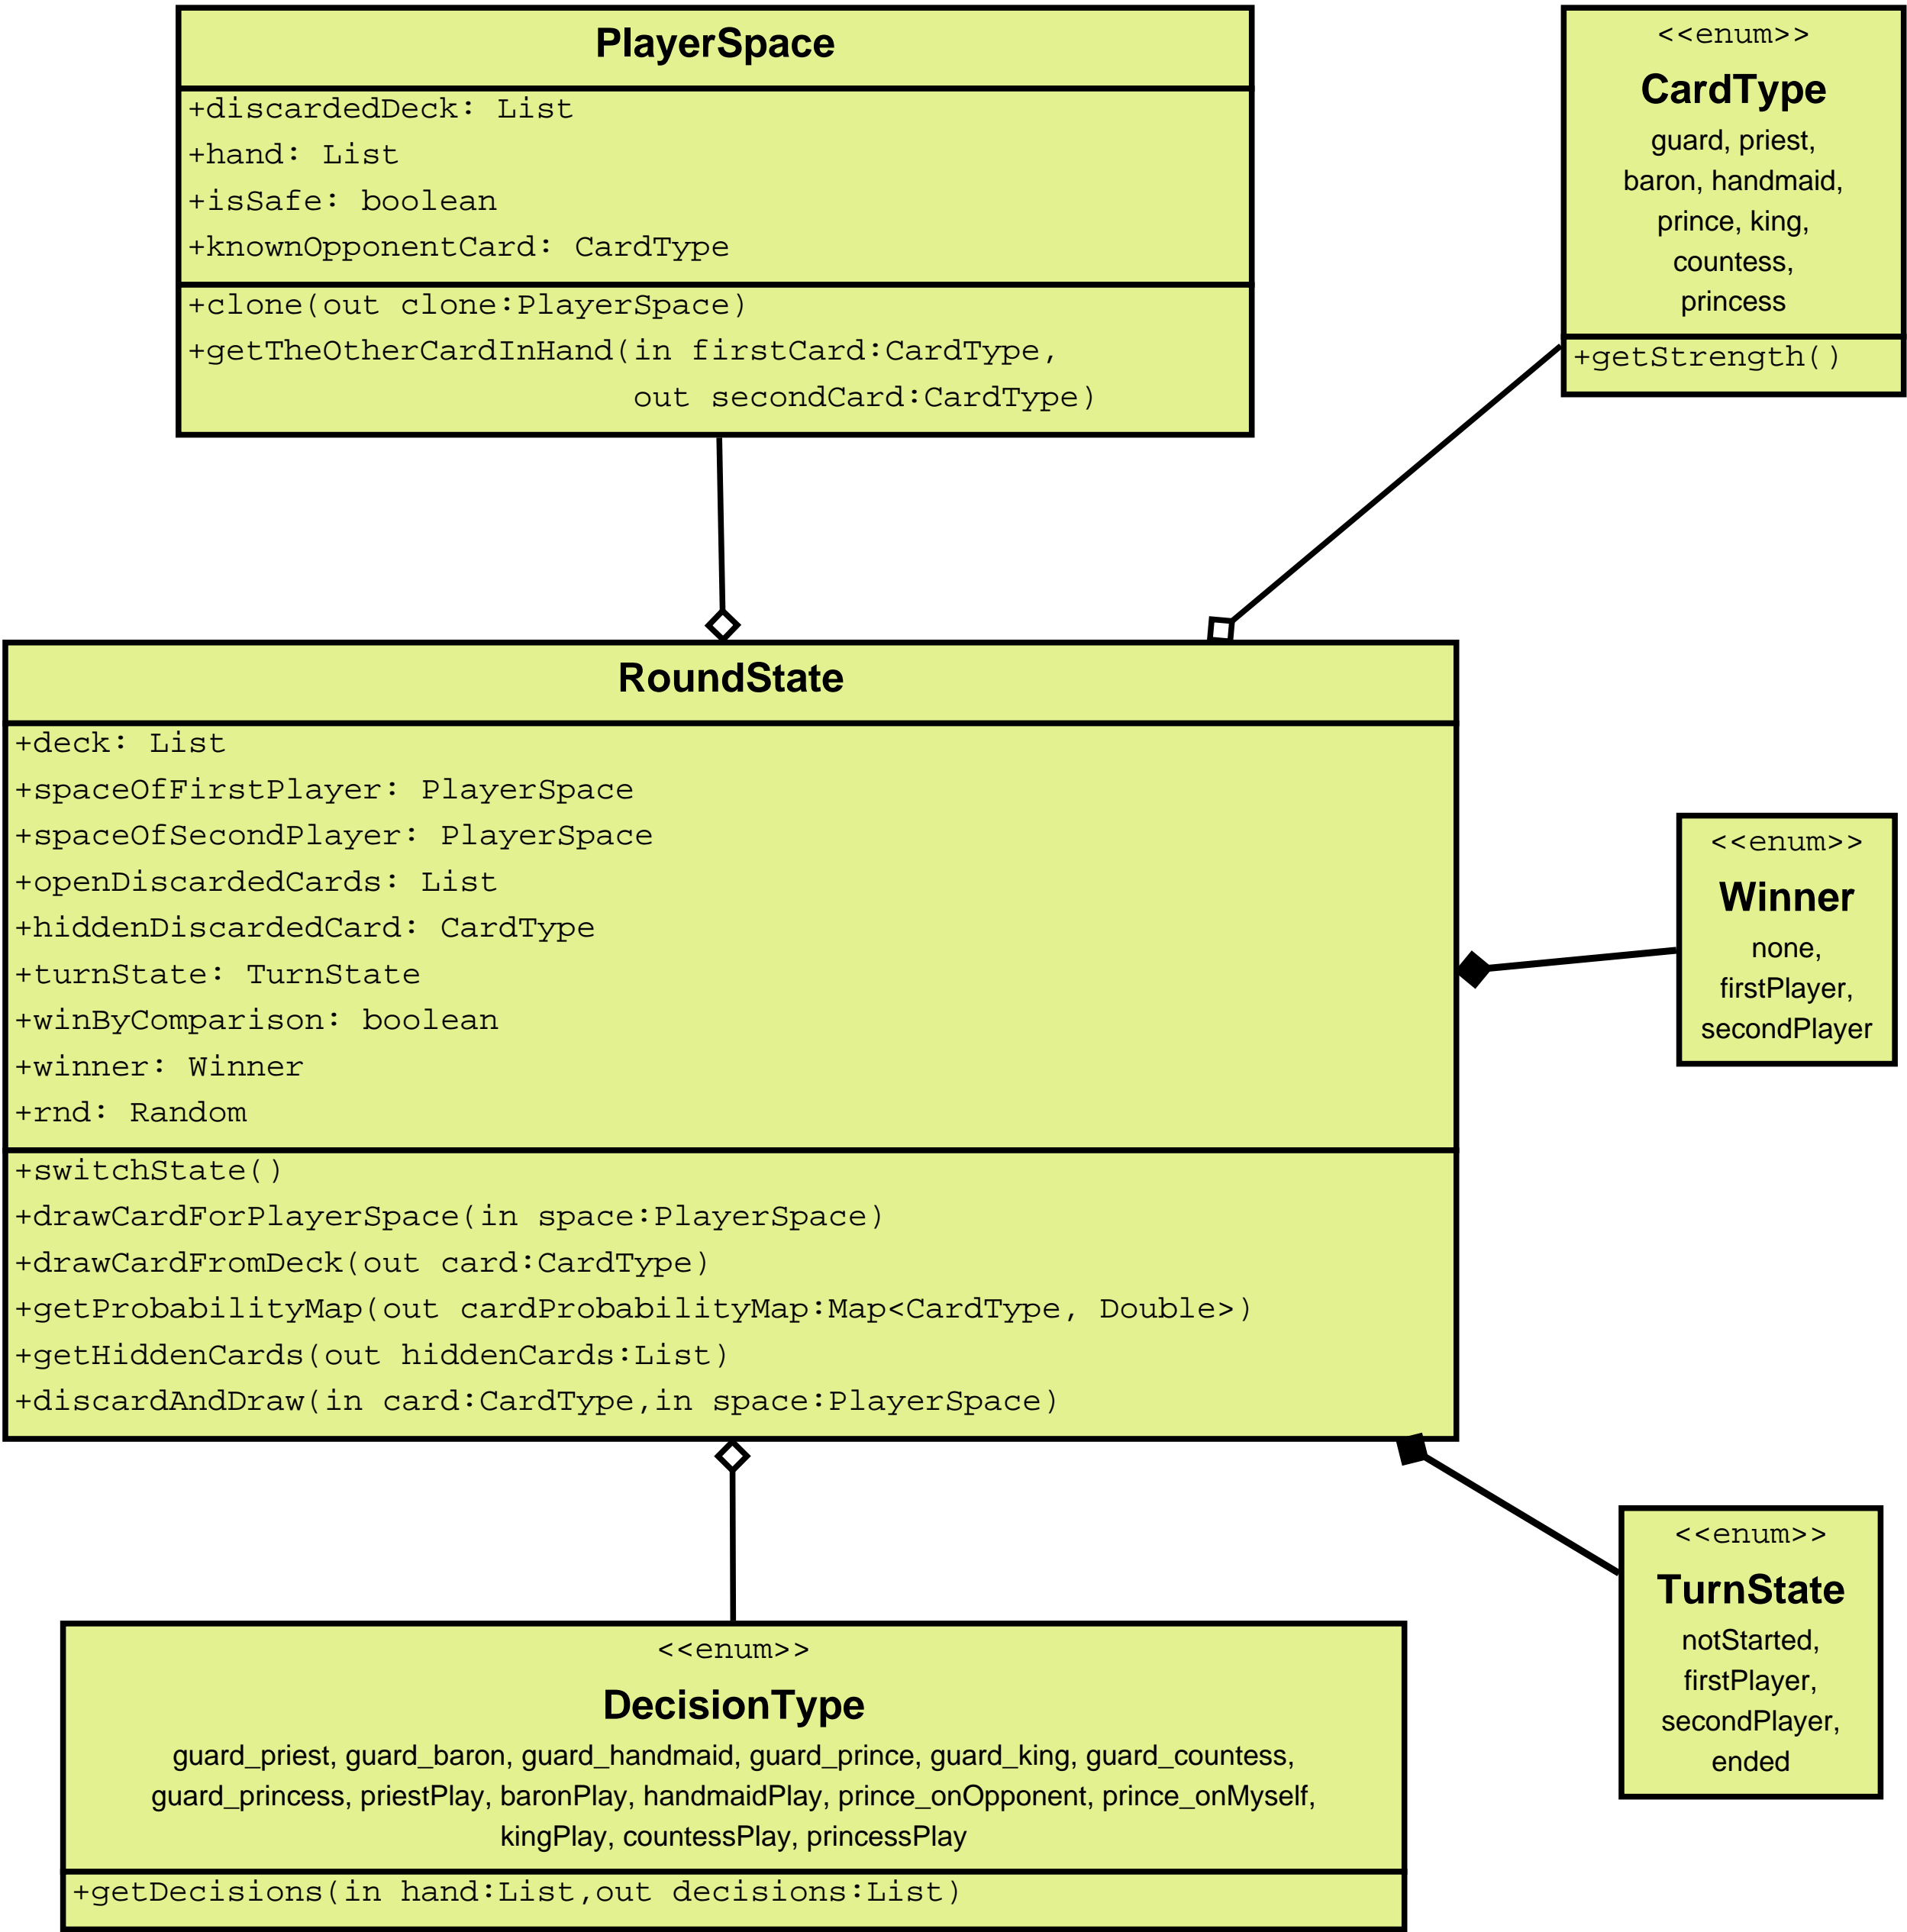 PlayerSpace
+discardedDeck: List
+hand: List
+isSafe: boolean
+knownOpponentCard: CardType
+clone(out clone:PlayerSpace)
+getTheOtherCardInHand(in firstCard:CardType,
out secondCard:CardType)
<<enum>>
CardType
guard, priest,
baron, handmaid,
prince, king,
countess,
princess
+getStrength()
RoundState
+deck: List
+spaceOfFirstPlayer: PlayerSpace
+spaceOfSecondPlayer: PlayerSpace
+openDiscardedCards: List
+hiddenDiscardedCard: CardType
+turnState: TurnState
+winByComparison: boolean
+winner: Winner
+rnd: Random
+switchState()
+drawCardForPlayerSpace(in space:PlayerSpace)
+drawCardFromDeck(out card:CardType)
+getProbabilityMap(out cardProbabilityMap:Map<CardType, Double>)
+getHiddenCards(out hiddenCards:List)
+discardAndDraw(in card:CardType,in space:PlayerSpace)
<<enum>>
Winner
none,
firstPlayer,
secondPlayer
<<enum>>
TurnState
notStarted,
firstPlayer,
secondPlayer,
ended
<<enum>>
DecisionType
guard_priest, guard_baron, guard_handmaid, guard_prince, guard_king, guard_countess,
guard_princess, priestPlay, baronPlay, handmaidPlay, prince_onOpponent, prince_onMyself,
kingPlay, countessPlay, princessPlay
+getDecisions(in hand:List,out decisions:List)